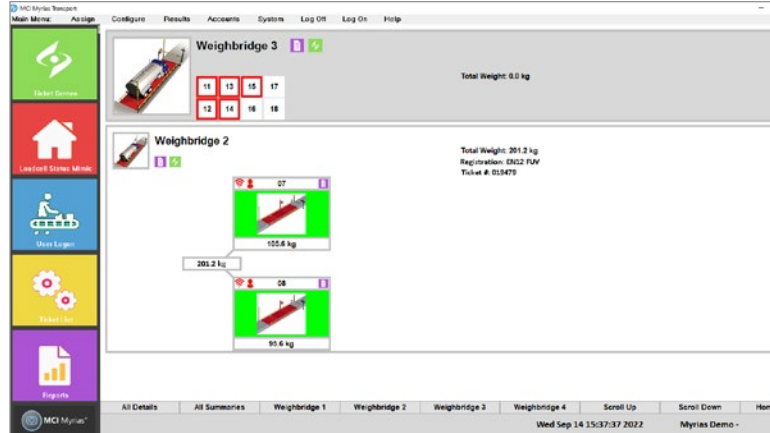 MCI Myrias Transport
Main Menu: Assign Configure Results Accounts System Log Off Log On Help
Ticket Screen
Weighbridge 3
Total Weight: 0.0 kg
11 13 15 17
12 14 16 18
Loadcell States Mimic
Weighbridge 2
Total Weight: 201.2 kg
Registration: EN12 FUV
Ticket #: 019479
07
105.6 kg
User Logon
201.2 kg
08
95.6 kg
Ticket List
Reports
All Details All Summaries Weighbridge 1 Weighbridge 2 Weighbridge 3 Weighbridge 4 Scroll Up Scroll Down Hom
MCI Myrias
Wed Sep 14 15:37:37 2022 Myrias Demo -